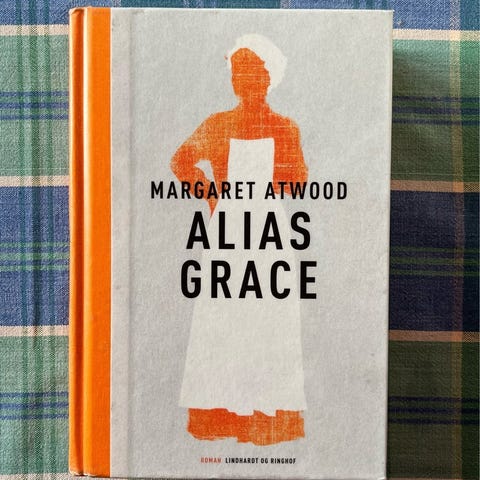 MARGARET ATWOOD
ALIAS
GRACE
ROMAN LINDHARDT OG RINGHOF